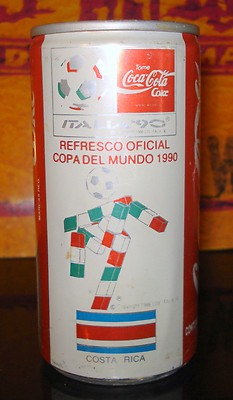 Tome
Coca-Cola
Coke
ITALIA'90
REFRESCO OFICIAL
COPA DEL MUNDO 1990
COSTA RICA